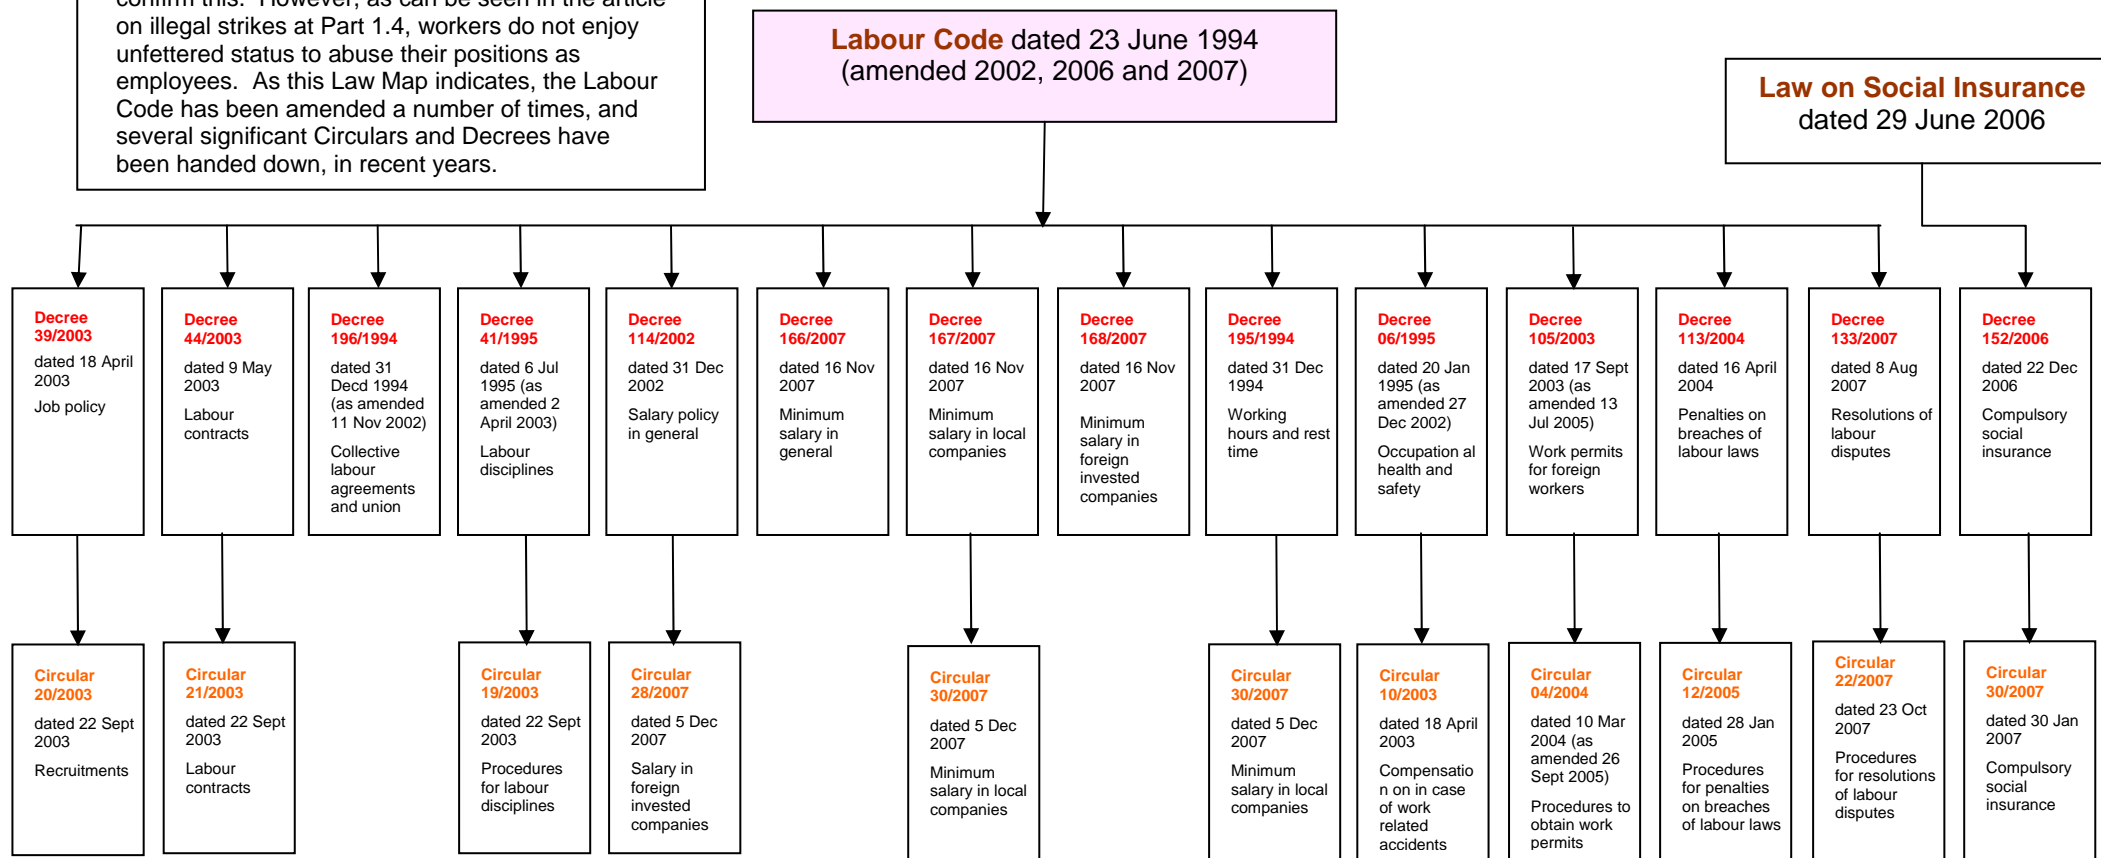 confirm this. However, as can be seen in the article
on illegal strikes at Part 1.4, workers do not enjoy
unfettered status to abuse their positions as
employees. As this Law Map indicates, the Labour
Code has been amended a number of times, and
several significant Circulars and Decrees have
been handed down, in recent years.
Labour Code dated 23 June 1994
(amended 2002, 2006 and 2007)
Law on Social Insurance
dated 29 June 2006
Decree
39/2003
dated 18 April
2003
Job policy
Decree
44/2003
dated 9 May
2003
Labour
contracts
Decree
196/1994
dated 31
Decd 1994
(as amended
11 Nov 2002)
Collective
labour
agreements
and union
Decree
41/1995
dated 6 Jul
1995 (as
amended 2
April 2003)
Labour
disciplines
Decree
114/2002
dated 31 Dec
2002
Salary policy
in general
Decree
166/2007
dated 16 Nov
2007
Minimum
salary in
general
Decree
167/2007
dated 16 Nov
2007
Minimum
salary in local
companies
Decree
168/2007
dated 16 Nov
2007
Minimum
salary in
foreign
invested
companies
Decree
195/1994
dated 31 Dec
1994
Working
hours and rest
time
Decree
06/1995
dated 20 Jan
1995 (as
amended 27
Dec 2002)
Occupation al
health and
safety
Decree
105/2003
dated 17 Sept
2003 (as
amended 13
Jul 2005)
Work permits
for foreign
workers
Decree
113/2004
dated 16 April
2004
Penalties on
breaches of
labour laws
Decree
133/2007
dated 8 Aug
2007
Resolutions of
labour
disputes
Decree
152/2006
dated 22 Dec
2006
Compulsory
social
insurance
Circular
20/2003
dated 22 Sept
2003
Recruitments
Circular
21/2003
dated 22 Sept
2003
Labour
contracts
Circular
19/2003
dated 22 Sept
2003
Procedures
for labour
disciplines
Circular
28/2007
dated 5 Dec
2007
Salary in
foreign
invested
companies
Circular
30/2007
dated 5 Dec
2007
Minimum
salary in local
companies
Circular
30/2007
dated 5 Dec
2007
Minimum
salary in local
companies
Circular
10/2003
dated 18 April
2003
Compensatio
n on in case
of work
related
accidents
Circular
04/2004
dated 10 Mar
2004 (as
amended 26
Sept 2005)
Procedures to
obtain work
permits
Circular
12/2005
dated 28 Jan
2005
Procedures
for penalties
on breaches
of labour laws
Circular
22/2007
dated 23 Oct
2007
Procedures
for resolutions
of labour
disputes
Circular
30/2007
dated 30 Jan
2007
Compulsory
social
insurance